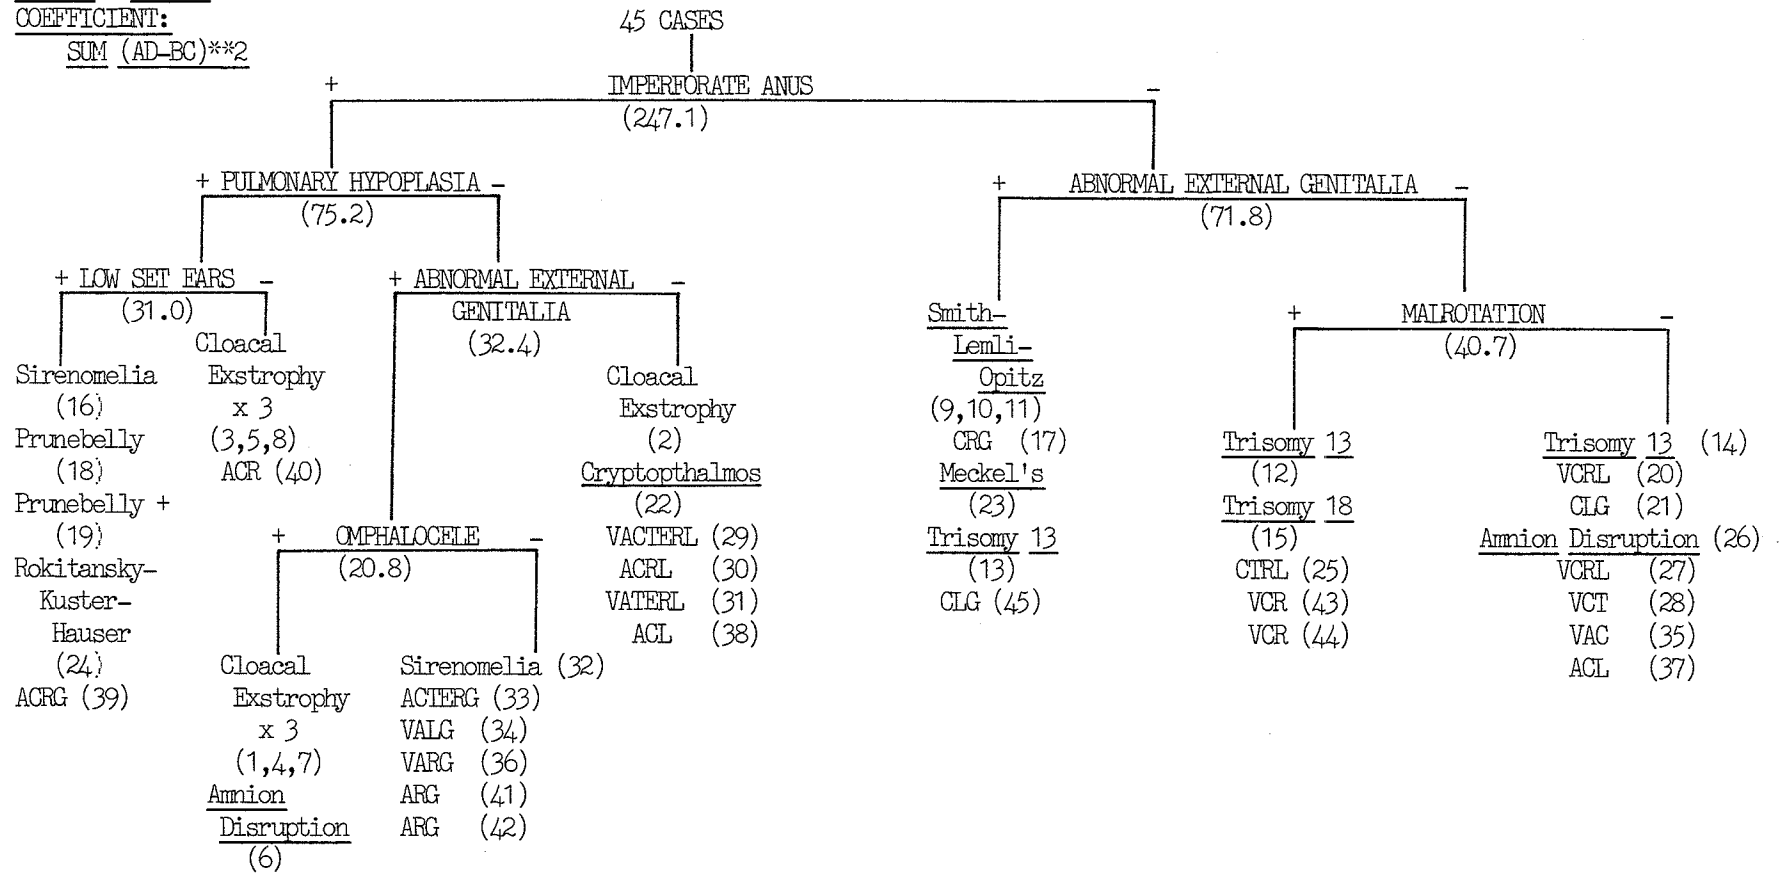 COEFFICIENT:
SUM (AD-BC)**2
45 CASES
+ IMPERFORATE ANUS -
(247.1)
+ PULMONARY HYPOPLASIA -
(75.2)
+ ABNORMAL EXTERNAL GENITALIA -
(71.8)
+ LOW SET EARS -
(31.0)
+ ABNORMAL EXTERNAL -
GENITALIA
(32.4)
+ MALROTATION -
(40.7)
Sirenomelia
(16)
Prunebelly
(18)
Prunebelly +
(19)
Rokitansky-
Kuster-
Hauser
(24)
ACRG (39)
Cloacal
Exstrophy
x 3
(3,5,8)
ACR (40)
+ OMPHALOCELE -
(20.8)
Cloacal
Exstrophy
x 3
(1,4,7)
Amnion
Disruption
(6)
Sirenomelia (32)
ACTERG (33)
VALG (34)
VARG (36)
ARG (41)
ARG (42)
Cloacal
Exstrophy
(2)
Cryptopthalmos
(22)
VACTERL (29)
ACRL (30)
VATERL (31)
ACL (38)
Smith-
Lemli-
Opitz
(9,10,11)
CRG (17)
Meckel's
(23)
Trisomy 13
(13)
CLG (45)
Trisomy 13
(12)
Trisomy 18
(15)
CTRL (25)
VCR (43)
VCR (44)
Trisomy 13 (14)
VCRL (20)
CLG (21)
Amnion Disruption (26)
VCRL (27)
VCT (28)
VAC (35)
ACL (37)